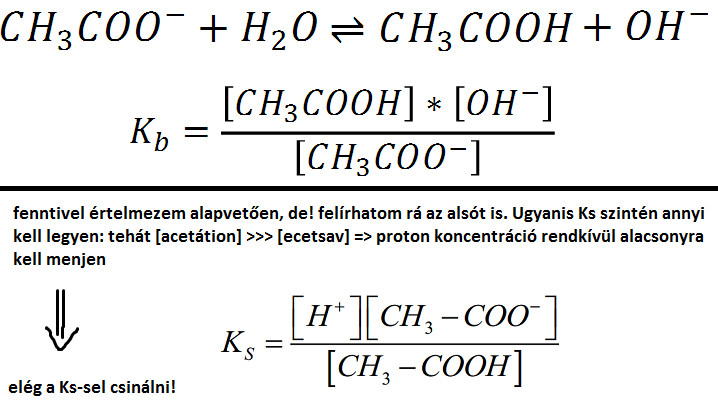 CH₃COO⁻ + H₂O ⇌ CH₃COOH + OH⁻
K_b = [CH₃COOH] ∗ [OH⁻] / [CH₃COO⁻]
fenntivel értelmezem alapvetően, de! felírhatom rá az alsót is. Ugyanis Ks szintén annyi
kell legyen: tehát [acetátion] >>> [ecetsav] => proton koncentráció rendkívül alacsonyra
kell menjen
K_S = [H⁺][CH₃ − COO⁻] / [CH₃ − COOH]
elég a Ks-sel csinálni!